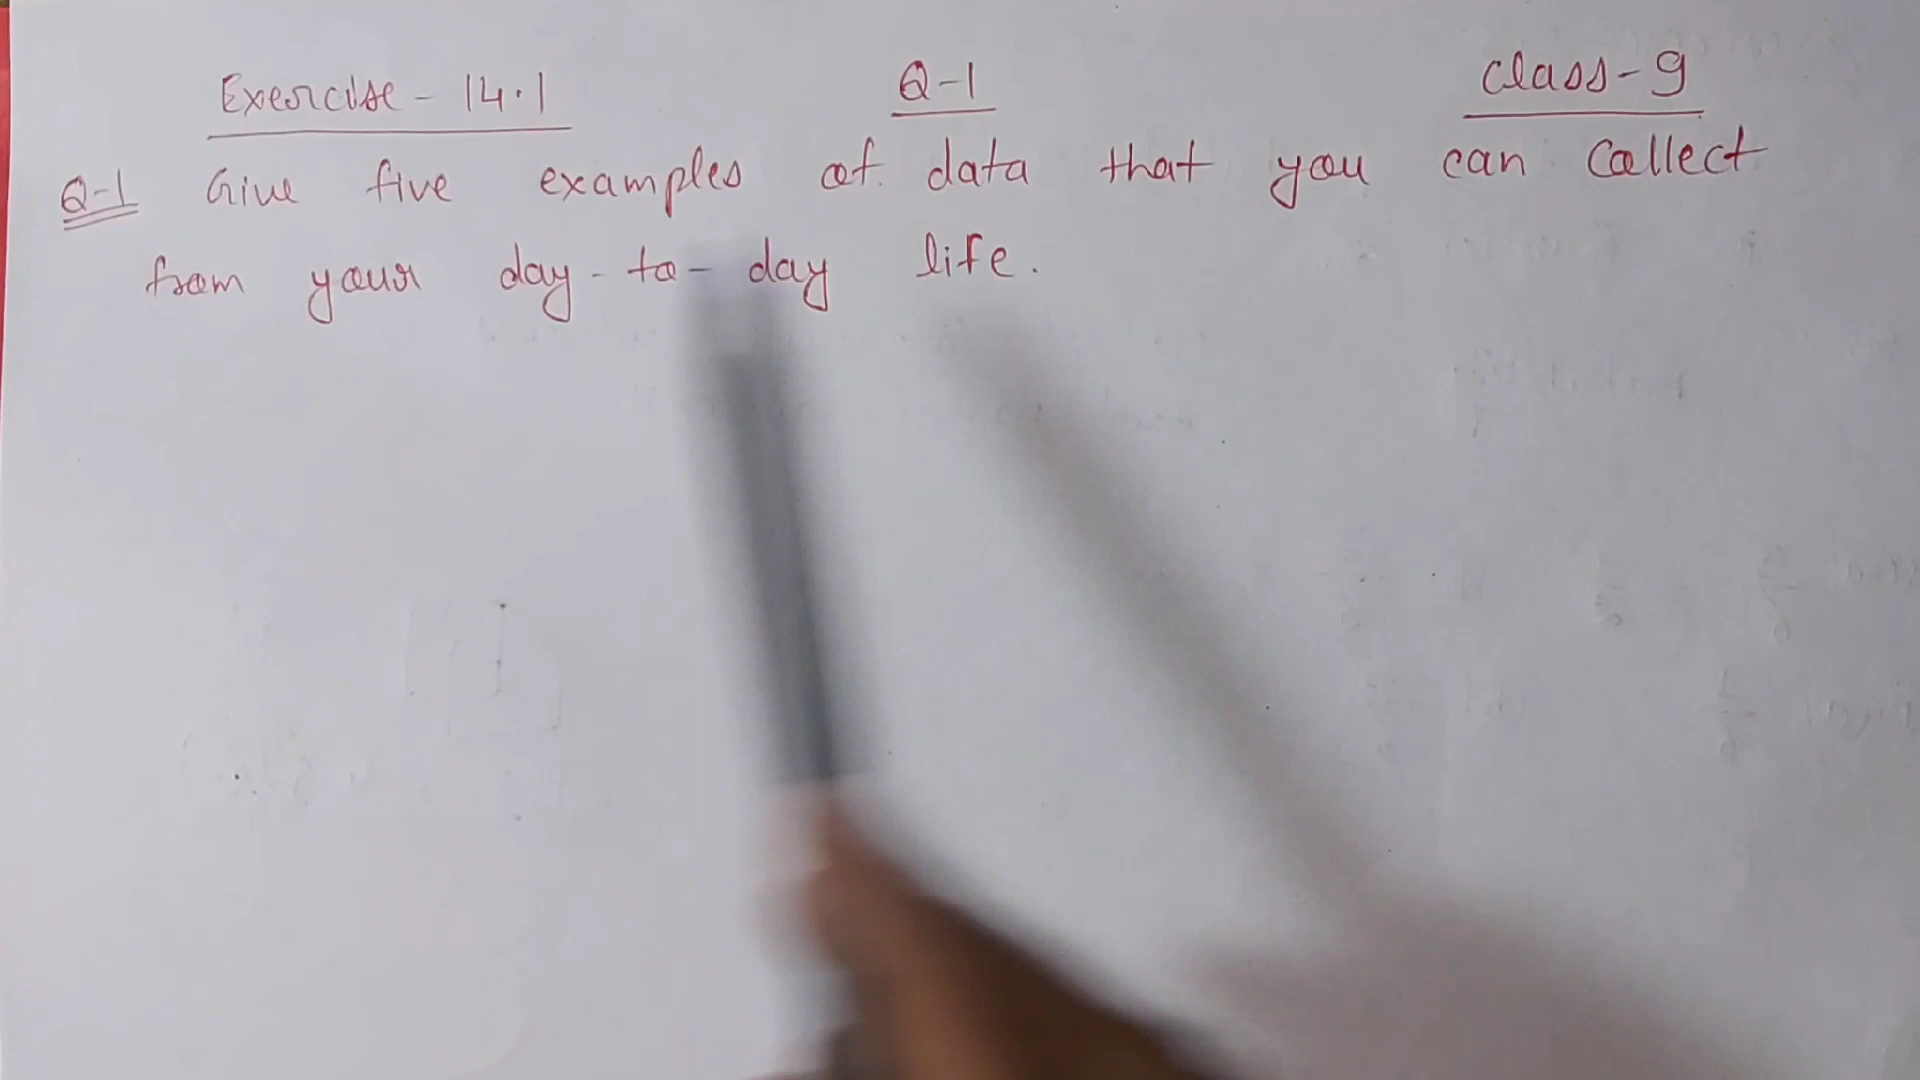 Exercise - 14.1 Q-1 Class-9
Q-1 Give five examples of data that you can collect
from your day-to-day life.